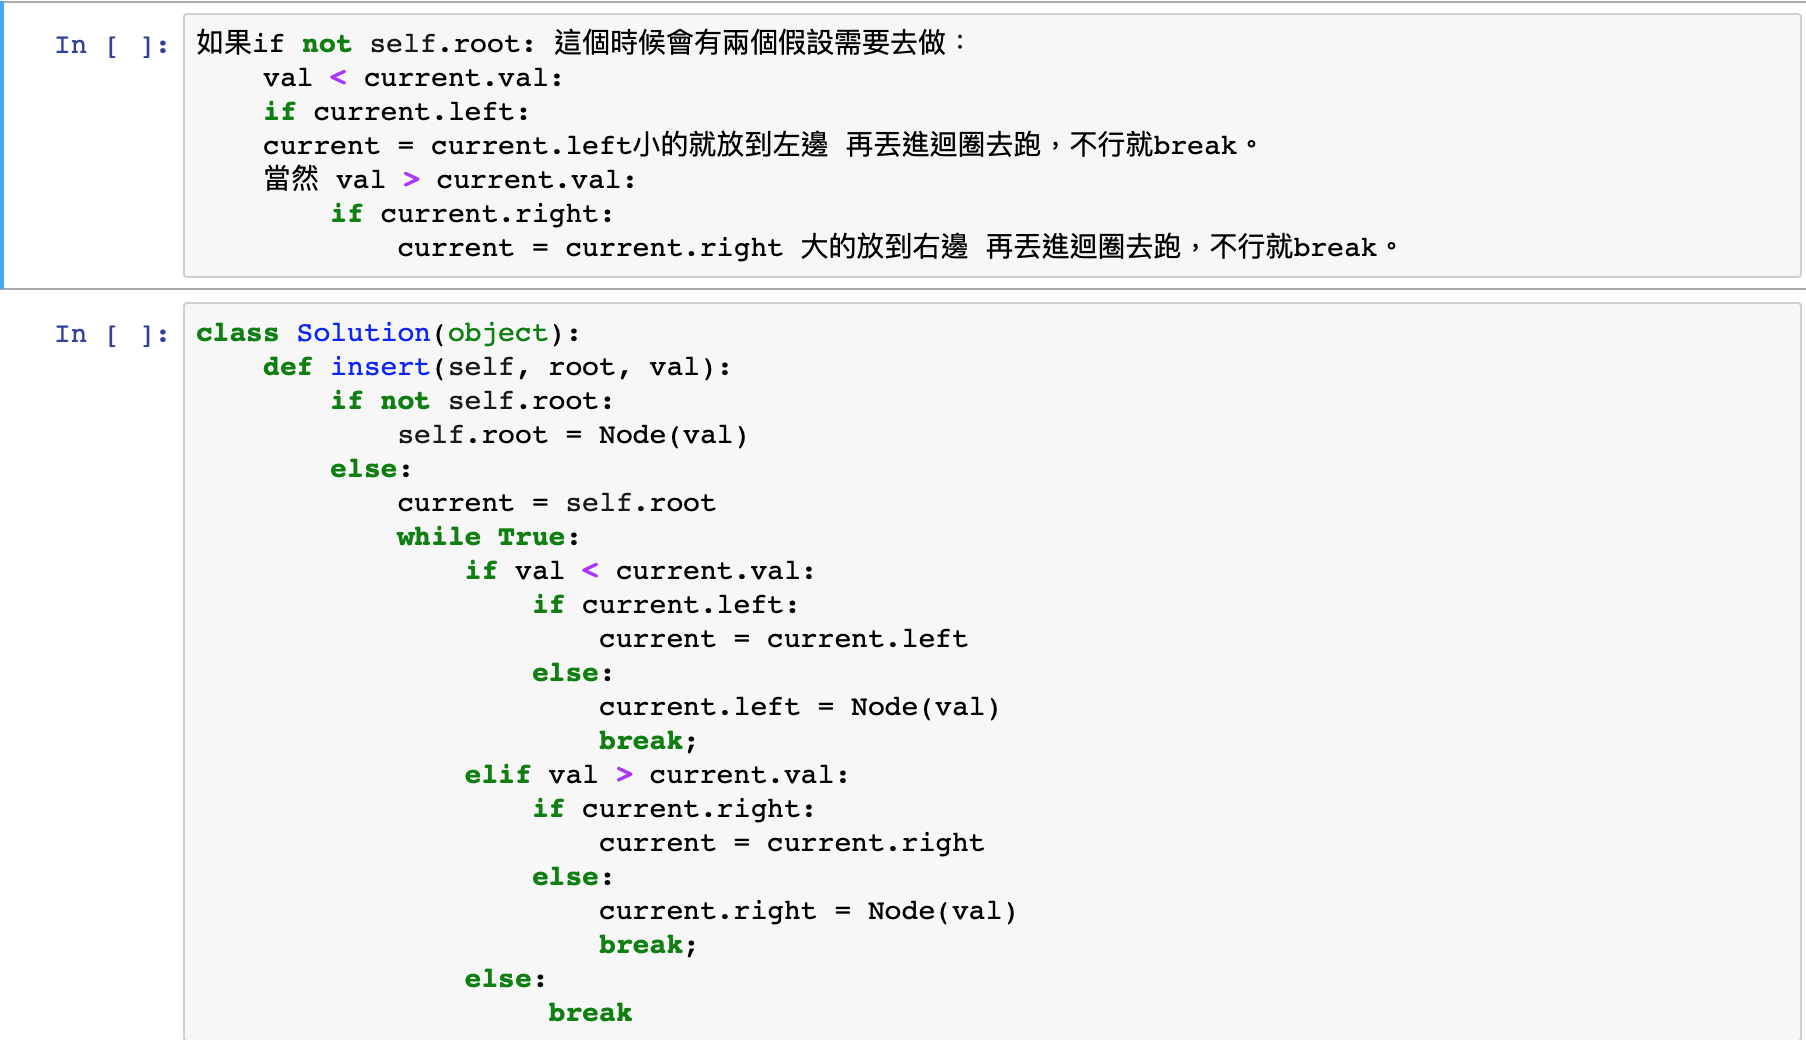 In [ ]: 如果if not self.root: 這個時候會有兩個假設需要去做：
    val < current.val:
    if current.left:
    current = current.left小的就放到左邊 再丟進迴圈去跑，不行就break。
    當然 val > current.val:
        if current.right:
            current = current.right 大的放到右邊 再丟進迴圈去跑，不行就break。
In [ ]: class Solution(object):
    def insert(self, root, val):
        if not self.root:
            self.root = Node(val)
        else:
            current = self.root
            while True:
                if val < current.val:
                    if current.left:
                        current = current.left
                    else:
                        current.left = Node(val)
                        break;
                elif val > current.val:
                    if current.right:
                        current = current.right
                    else:
                        current.right = Node(val)
                        break;
                else:
                     break